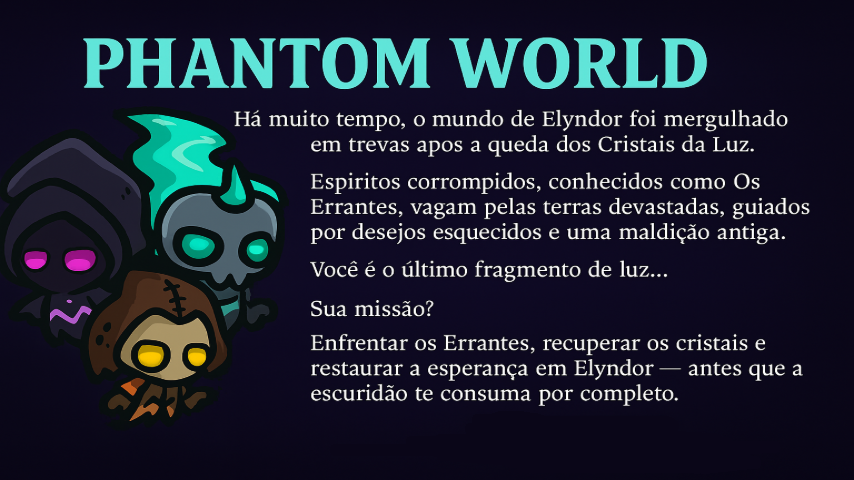 PHANTOM WORLD
Há muito tempo, o mundo de Elyndor foi mergulhado
em trevas apos a queda dos Cristais da Luz.
Espiritos corrompidos, conhecidos como Os
Errantes, vagam pelas terras devastadas, guiados
por desejos esquecidos e uma maldição antiga.
Você é o último fragmento de luz...
Sua missão?
Enfrentar os Errantes, recuperar os cristais e
restaurar a esperança em Elyndor — antes que a
escuridão te consuma por completo.